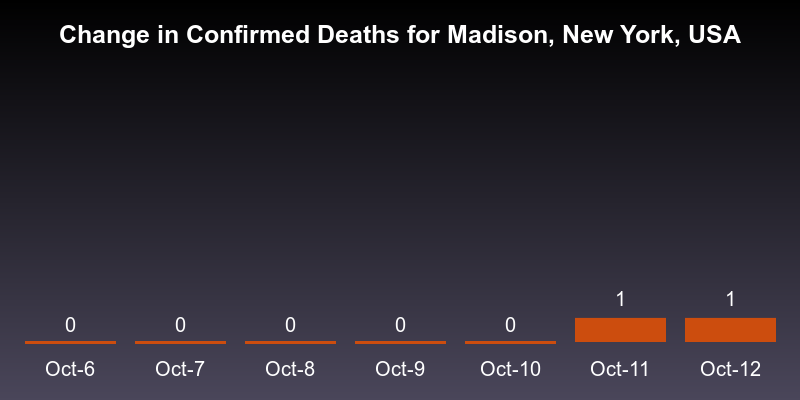 Change in Confirmed Deaths for Madison, New York, USA
0 0 0 0 0 1 1
Oct-6 Oct-7 Oct-8 Oct-9 Oct-10 Oct-11 Oct-12